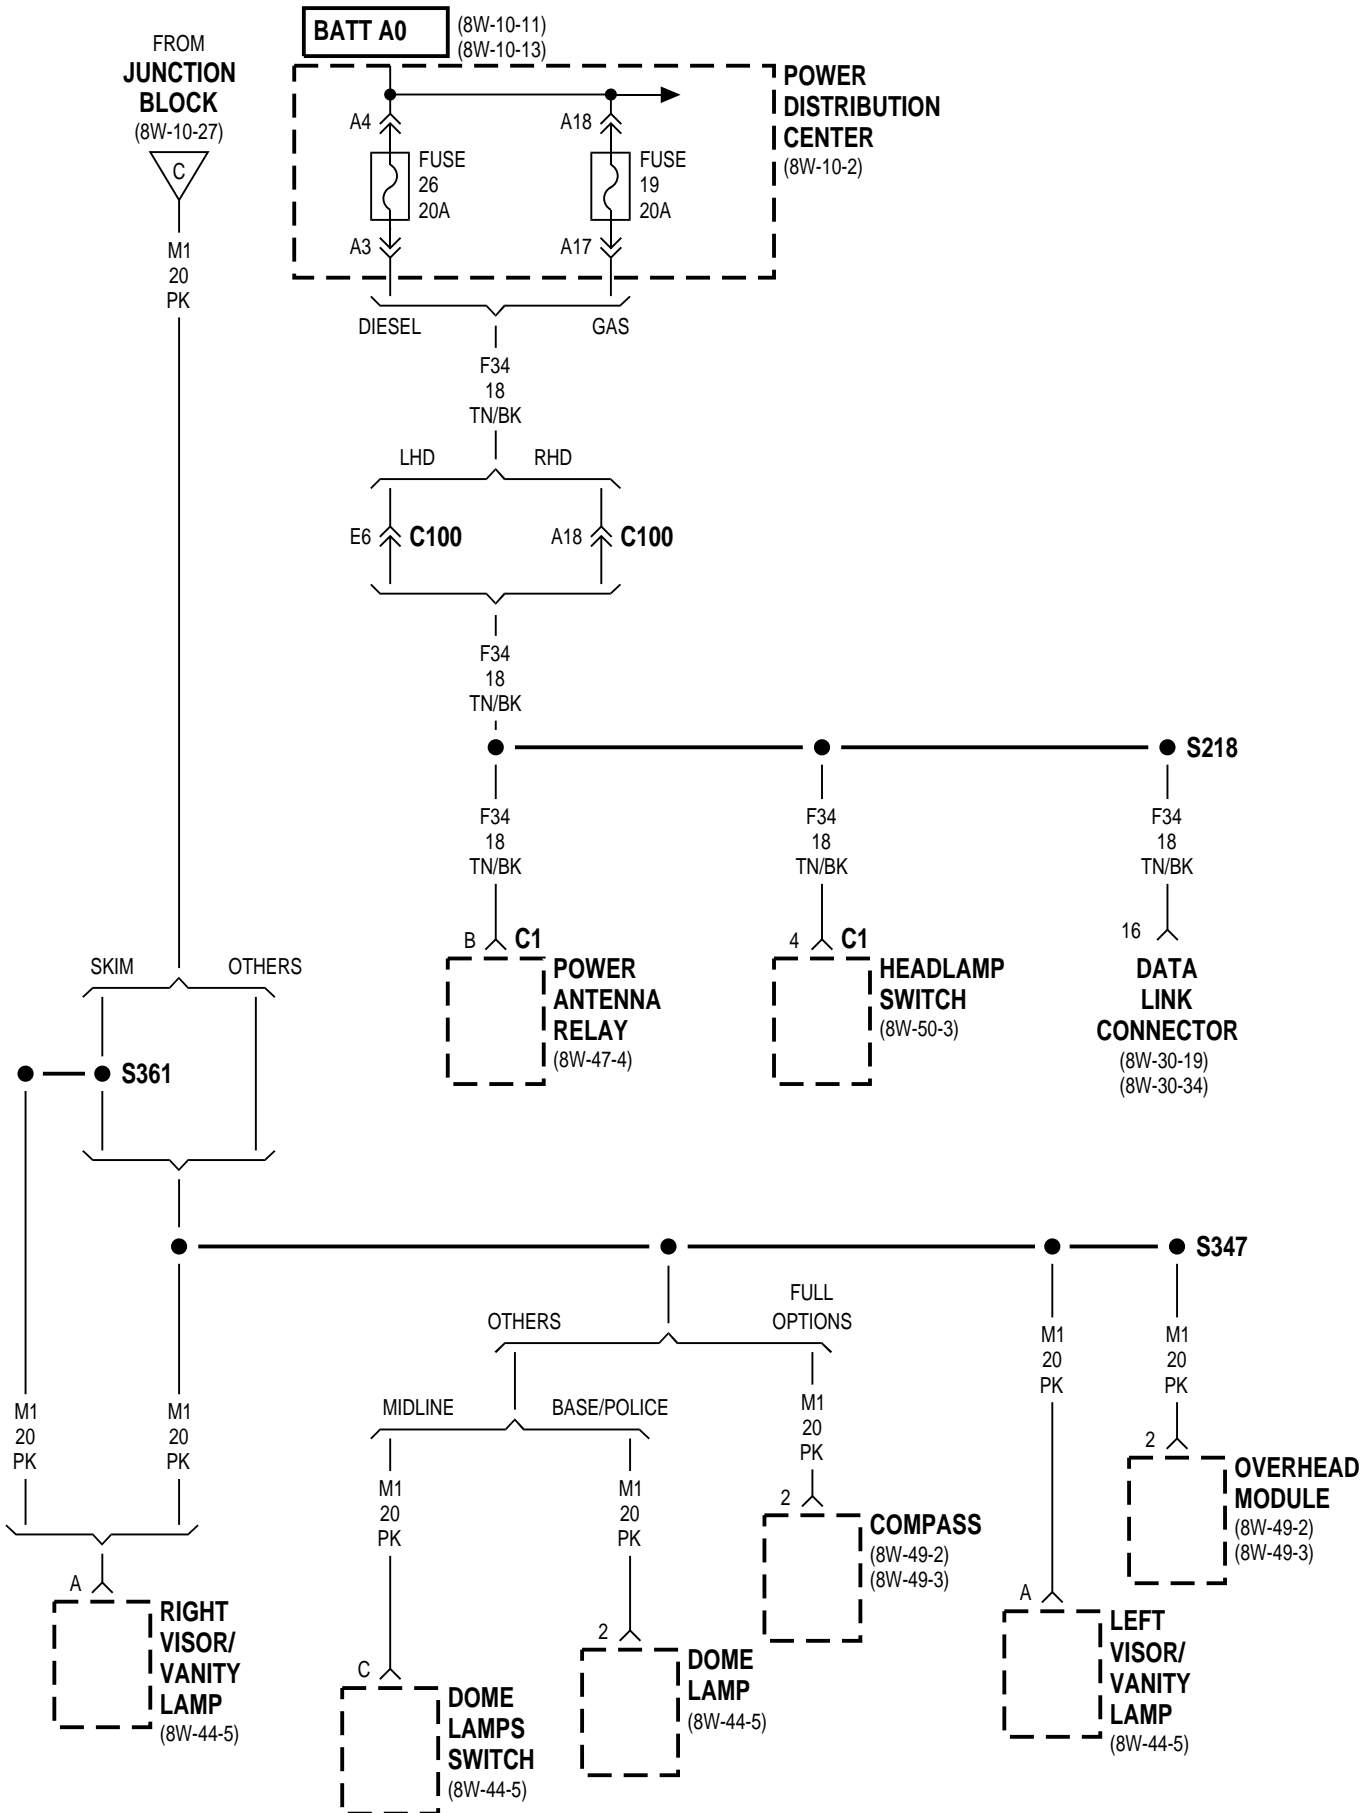 BATT A0
(8W-10-11)
(8W-10-13)
FROM
JUNCTION
BLOCK
(8W-10-27)
C
M1
20
PK
POWER
DISTRIBUTION
CENTER
(8W-10-2)
A4
FUSE
26
20A
A3
A18
FUSE
19
20A
A17
DIESEL
GAS
F34
18
TN/BK
LHD
RHD
E6
C100
A18
C100
F34
18
TN/BK
S218
F34
18
TN/BK
F34
18
TN/BK
F34
18
TN/BK
B
C1
POWER
ANTENNA
RELAY
(8W-47-4)
4
C1
HEADLAMP
SWITCH
(8W-50-3)
16
DATA
LINK
CONNECTOR
(8W-30-19)
(8W-30-34)
SKIM
OTHERS
S361
S347
OTHERS
FULL
OPTIONS
MIDLINE
BASE/POLICE
M1
20
PK
M1
20
PK
M1
20
PK
M1
20
PK
M1
20
PK
M1
20
PK
M1
20
PK
A
RIGHT
VISOR/
VANITY
LAMP
(8W-44-5)
C
DOME
LAMPS
SWITCH
(8W-44-5)
2
DOME
LAMP
(8W-44-5)
2
COMPASS
(8W-49-2)
(8W-49-3)
A
LEFT
VISOR/
VANITY
LAMP
(8W-44-5)
2
OVERHEAD
MODULE
(8W-49-2)
(8W-49-3)